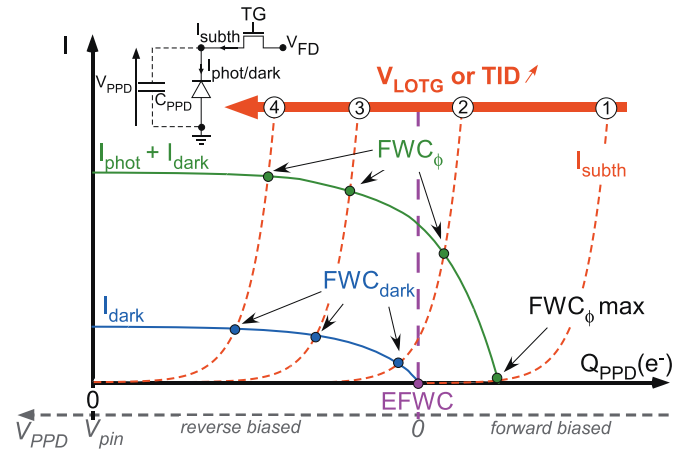 TG
I_subth
V_FD
I
I_phot/dark
V_PPD
C_PPD
V_LOTG or TID ↗
4 3 2 1
I_phot + I_dark
FWC_ϕ
I_subth
I_dark
FWC_dark
FWC_ϕ max
Q_PPD(e⁻)
0
EFWC
V_PPD V_pin reverse biased 0 forward biased